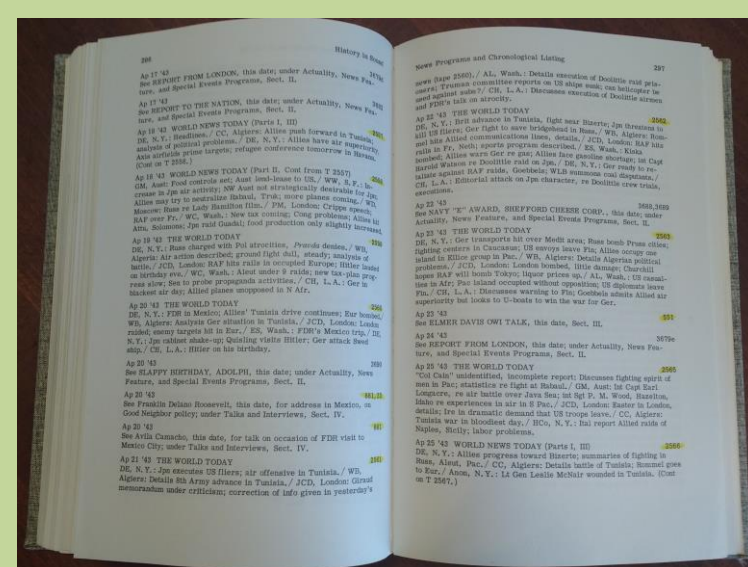 286
History in Sound
Ap 17 '43
See REPORT FROM LONDON, this date; under Actuality, News Fea-
ture, and Special Events Programs, Sect. II.
Ap 17 '43
See REPORT TO THE NATION, this date; under Actuality, News Fea-
ture, and Special Events Programs, Sect. II.
Ap 18 '43 WORLD NEWS TODAY (Parts I, III)
DE, N.Y.: Headlines./ CC, Algiers: Allies push forward in Tunisia;
analysis of political problems./ DE, N.Y.: Allies have air superiority,
Axis airfields prime targets; refugee conference tomorrow in
(Cont on T 2558.)
Ap 18 '43 WORLD NEWS TODAY (Part II, Cont from T 2557)
GM, Aust: Food controls set; Aust lend-lease to US./ WW, S.F.: In-
crease in Jpn air activity; NW Aust not strategically desirable for Jpn;
Allies may try to neutralize Rabaul, Truk; more planes coming./ WD,
Moscow: Russ re Lady Hamilton film./ PM, London: Cripps speech;
RAF over Fr./ WC, Wash.: New tax coming; Cong problems; Allies hit
Attu, Solomons; Jpn raid Guadal; food production only slightly increased.
Ap 19 '43 THE WORLD TODAY
DE, N.Y.: Russ charged with Pol atrocities, Pravda denies./ WB,
Algeria: Air action described; ground fight dull, steady; analysis of
battle./ JCD, London: RAF hits rails in occupied Europe; Hitler lauded
on birthday eve./ WC, Wash.: Aleut under 8 raids; new tax-plan prog-
ress slow; Sen to probe propaganda activities./ CH, L.A.: Ger in
blackest air day; Allied planes unopposed in N Afr.
Ap 20 '43 THE WORLD TODAY 2560
DE, N.Y.: FDR in Mexico; Allies' Tunisia drive continues; Eur bombed./
WB, Algiers: Analysis Ger situation in Tunisia./ JCD, London: London
raided; enemy targets hit in Eur./ ES, Wash.: FDR's Mexico trip./ DE,
N.Y.: Jpn cabinet shake-up; Quisling visits Hitler; Ger attack Swed
ship./ CH, L.A.: Hitler on his birthday.
Ap 20 '43
See SLAPPY BIRTHDAY, ADOLPH, this date; under Actuality, News
Feature, and Special Events Programs, Sect. II.
Ap 20 '43
See Franklin Delano Roosevelt, this date, for address in Mexico, on
Good Neighbor policy; under Talks and Interviews, Sect. IV.
Ap 20 '43
See Avila Camacho, this date, for talk on occasion of FDR visit to
Mexico City; under Talks and Interviews, Sect. IV.
Ap 21 '43 THE WORLD TODAY
DE, N.Y.: Jpn executes US fliers; air offensive in Tunisia./ WB,
Algiers: Details 8th Army advance in Tunisia./ JCD, London: Giraud
memorandum under criticism; correction of info given in yesterday's
News Programs and Chronological Listing
297
news (tape 2560)./ AL, Wash.: Details execution of Doolittle raid pris-
oners; Truman committee reports on US ships sunk; can helicopter be
used against subs?/ CH, L.A.: Discusses execution of Doolittle airmen
and FDR's talk on atrocity.
Ap 22 '43 THE WORLD TODAY 2562
DE, N.Y.: Brit advance in Tunisia, fight near Bizerte; Jpn threatens to
kill US fliers; Ger fight to save bridgehead in Russ./ WB, Algiers: Rom-
mel hits Allied communications lines, details./ JCD, London: RAF hits
rails in Fr, Neth; sports program described./ ES, Wash.: Kiska
bombed; Allies warn Ger re gas; Allies face gasoline shortage; int Capt
Harold Watson re Doolittle raid on Jpn./ DE, N.Y.: Ger ready to re-
taliate against RAF raids, Goebbels; WLB summons coal disputants./
CH, L.A.: Editorial attack on Jpn character, re Doolittle crew trials,
executions.
Ap 22 '43 3688, 3689
See NAVY "E" AWARD, SHEFFORD CHEESE CORP., this date; under
Actuality, News Feature, and Special Events Programs, Sect. II.
THE WORLD TODAY
DE, N.Y.: Ger transports hit over Medit area; Russ bomb Pruss cities;
fighting centers in Caucasus; US envoys leave Fin; Allies occupy one
island in Ellice group in Pac./ WB, Algiers: Details Algerian political
problems./ JCD, London: London bombed, little damage; Churchill
hopes RAF will bomb Tokyo; liquor prices up./ AL, Wash.: US casual-
ties in Afr; Pac island occupied without opposition; US diplomats leave
Fin./ CH, L.A.: Discusses warning to Fin; Goebbels admits Allied air
superiority but looks to U-boats to win the war for Ger.
Ap 23 '43
See ELMER DAVIS OWI TALK, this date, Sect. III.
Ap 24 '43 3679e
See REPORT FROM LONDON, this date; under Actuality, News Fea-
ture, and Special Events Programs, Sect. II.
Ap 25 '43 THE WORLD TODAY 2565
"Col Cain" unidentified, incomplete report: Discusses fighting spirit of
men in Pac; statistics re fight at Rabaul./ GM, Aust: Int Capt Earl
Longacre, re air battle over Java Sea; int Sgt P. M. Wood, Hazelton,
Idaho re experiences in air in S Pac./ JCD, London: Easter in London,
details; Ire in dramatic demand that US troops leave./ CC, Algiers:
Tunisia war in bloodiest day./ HCo, N.Y.: Ital report Allied raids of
Naples, Sicily; labor problems.
Ap 25 '43 WORLD NEWS TODAY (Parts I, III) 2566
DE, N.Y.: Allies progress toward Bizerte; summaries of fighting in
Russ, Aleut, Pac./ CC, Algiers: Details battle of Tunisia; Rommel goes
to Eur./ Anon, N.Y.: Lt Gen Leslie McNair wounded in Tunisia. (Cont
on T 2567.)